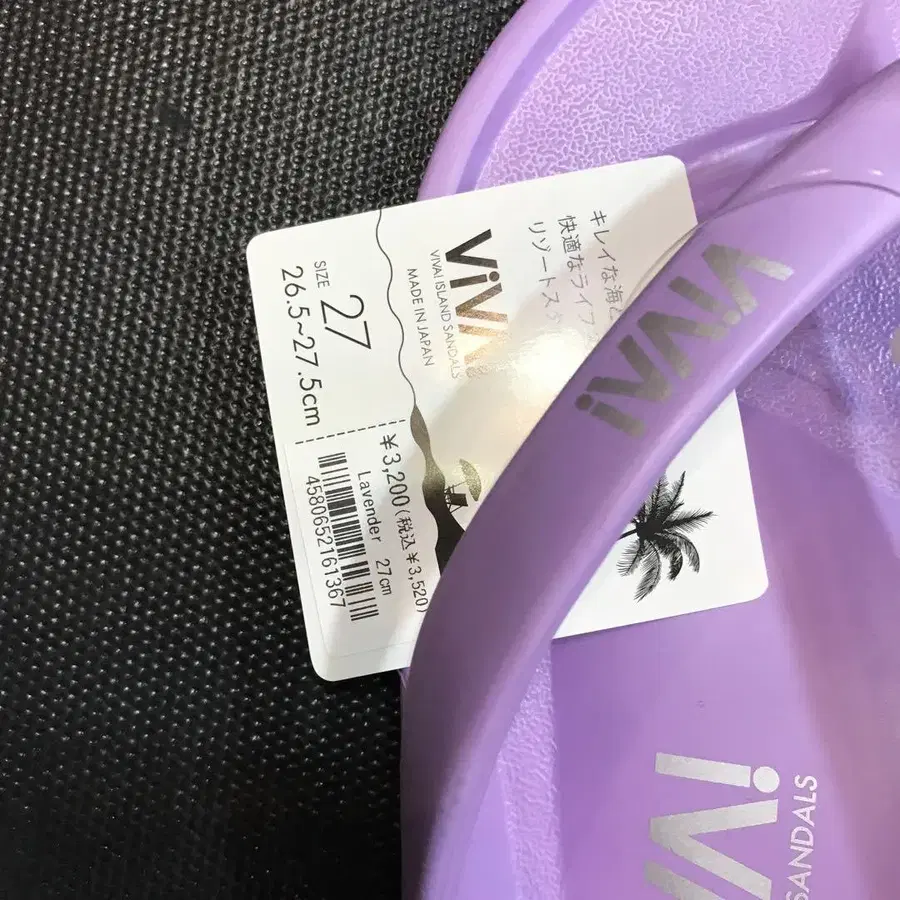 キレイな海と
快適なライフ
リゾートス
ViVA!
VIVA! ISLAND SANDALS
MADE IN JAPAN
SIZE
27
26.5~27.5cm
¥3,200(税込¥3,520)
Lavender 27cm
4580652161367
¡VIVA!
¡V
SANDALS